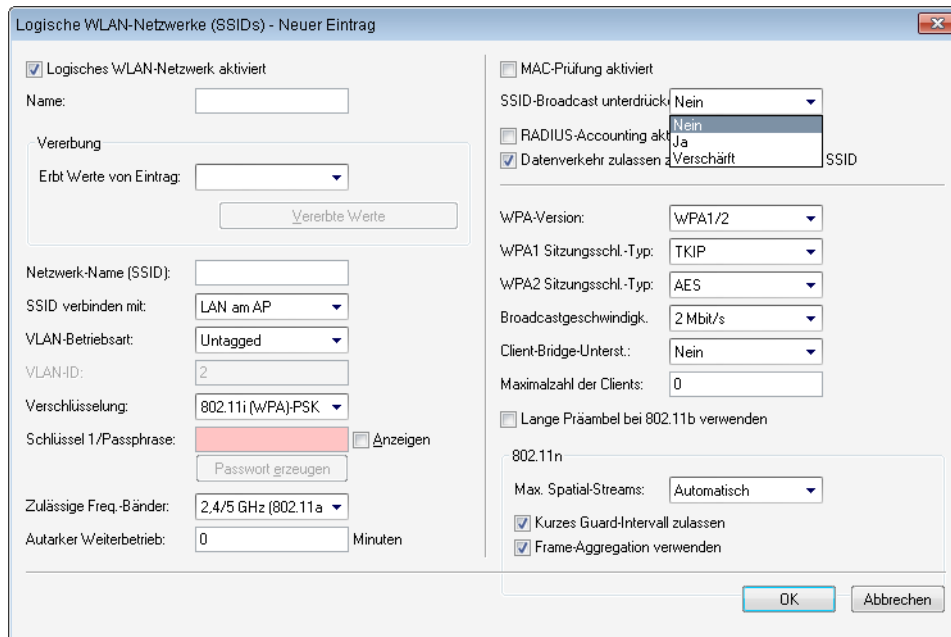 Logische WLAN-Netzwerke (SSIDs) - Neuer Eintrag
Logisches WLAN-Netzwerk aktiviert
Name:
Vererbung
Erbt Werte von Eintrag:
Vererbte Werte
Netzwerk-Name (SSID):
SSID verbinden mit: LAN am AP
VLAN-Betriebsart: Untagged
VLAN-ID: 2
Verschlüsselung: 802.11i (WPA)-PSK
Schlüssel 1/Passphrase: Anzeigen
Passwort erzeugen
Zulässige Freq.-Bänder: 2,4/5 GHz (802.11a
Autarker Weiterbetrieb: 0 Minuten
MAC-Prüfung aktiviert
SSID-Broadcast unterdrück Nein
Nein
Ja
Verschärft
RADIUS-Accounting akt
Datenverkehr zulassen z SSID
WPA-Version: WPA1/2
WPA1 Sitzungsschl.-Typ: TKIP
WPA2 Sitzungsschl.-Typ: AES
Broadcastgeschwindigk. 2 Mbit/s
Client-Bridge-Unterst.: Nein
Maximalzahl der Clients: 0
Lange Präambel bei 802.11b verwenden
802.11n
Max. Spatial-Streams: Automatisch
Kurzes Guard-Intervall zulassen
Frame-Aggregation verwenden
OK Abbrechen